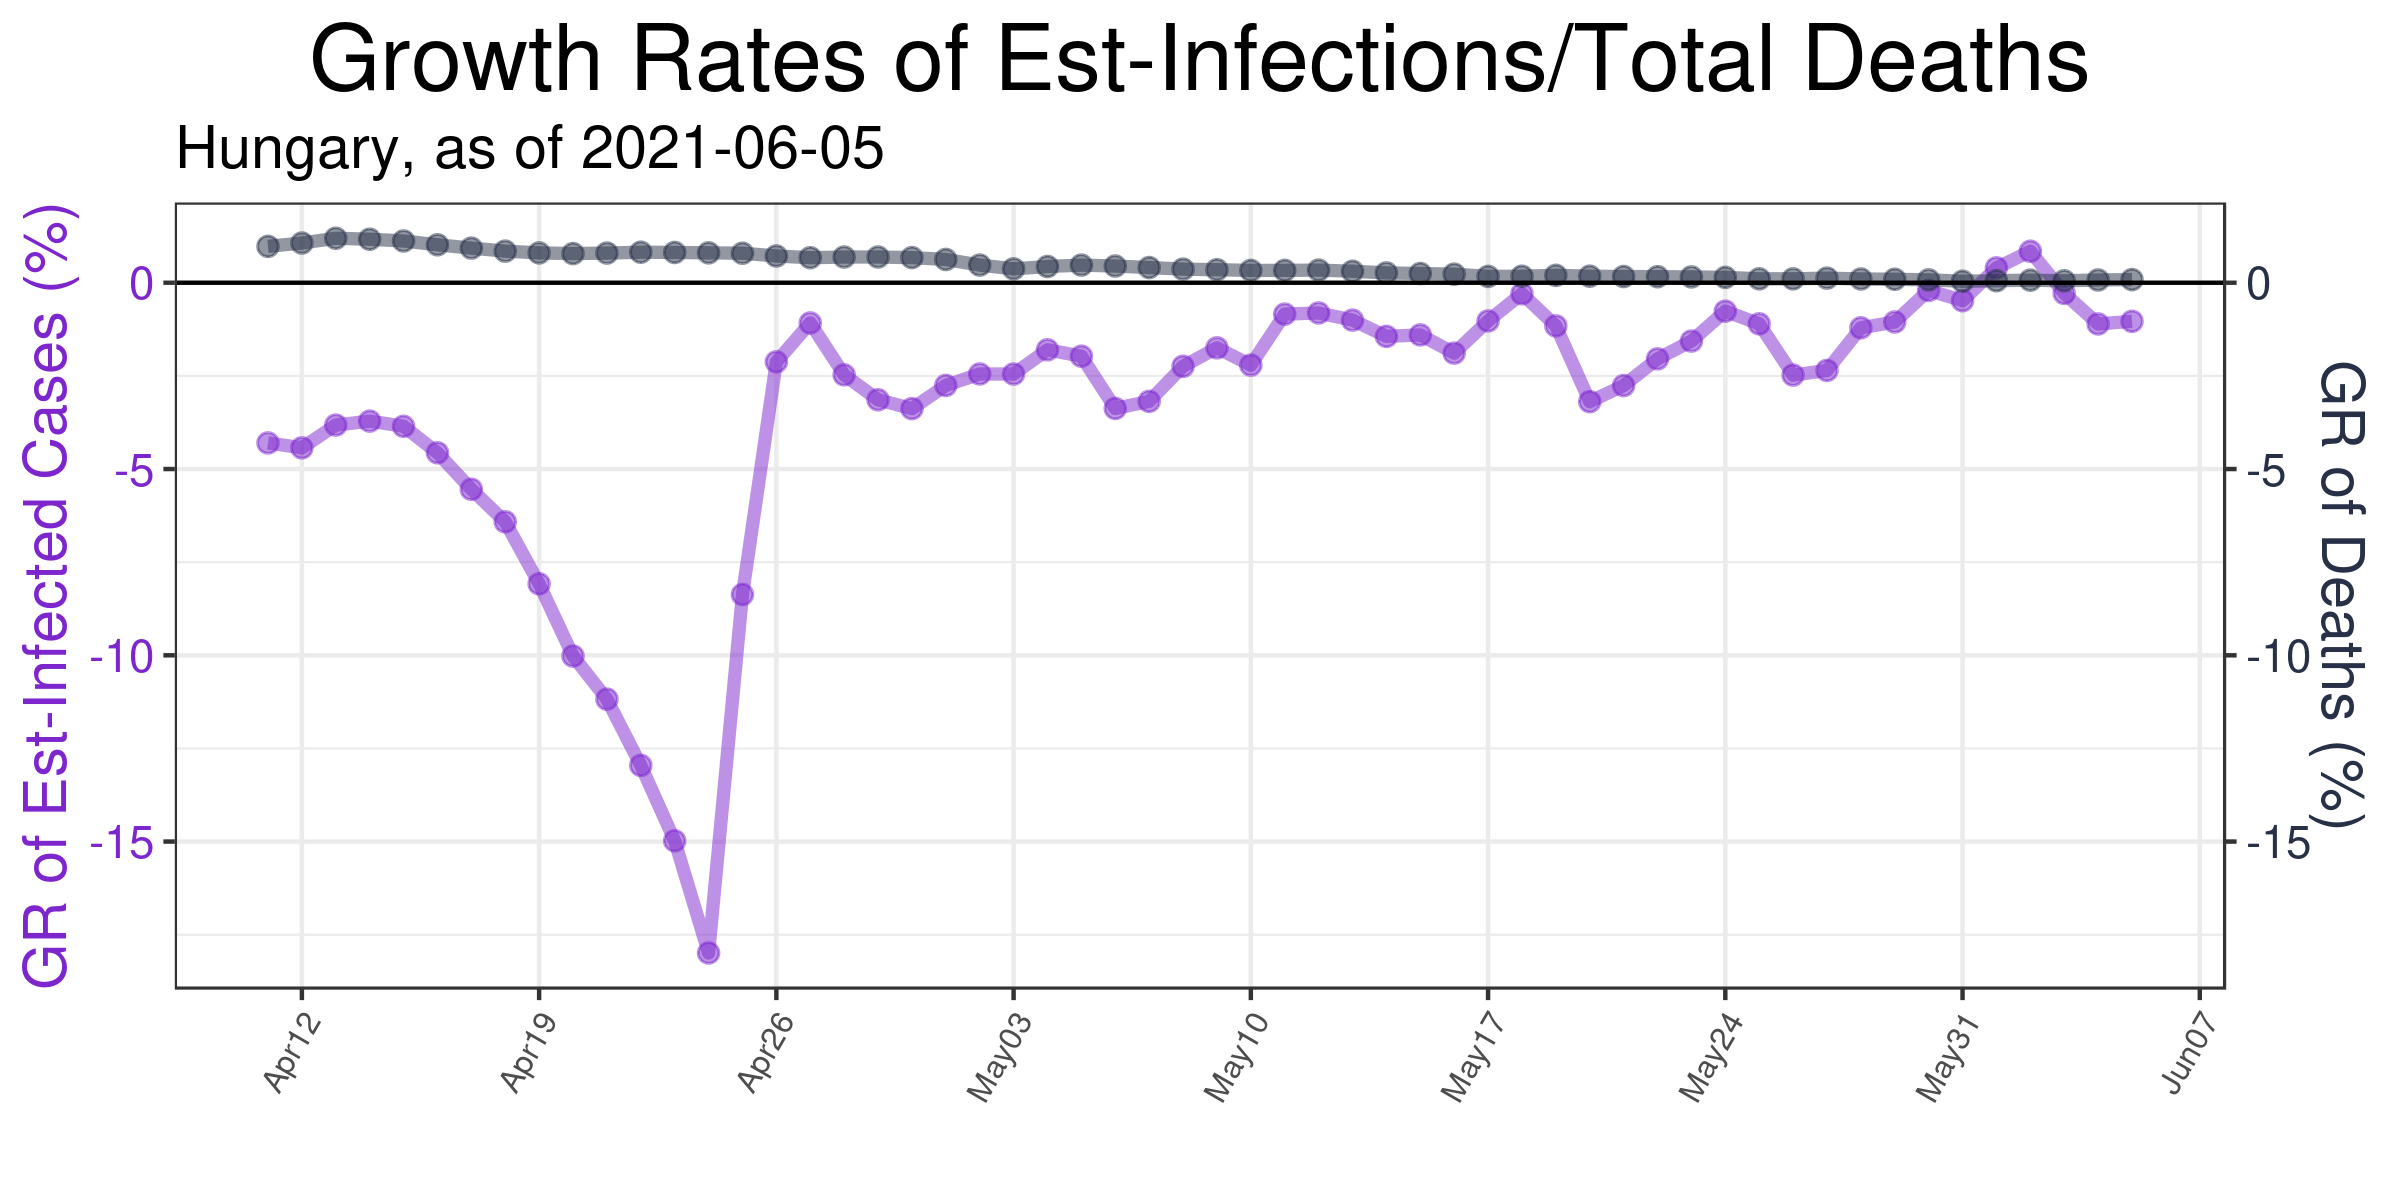 Growth Rates of Est-Infections/Total Deaths
Hungary, as of 2021-06-05
GR of Est-Infected Cases (%)
0
-5
-10
-15
0
-5
-10
-15
GR of Deaths (%)
Apr12
Apr19
Apr26
May03
May10
May17
May24
May31
Jun07